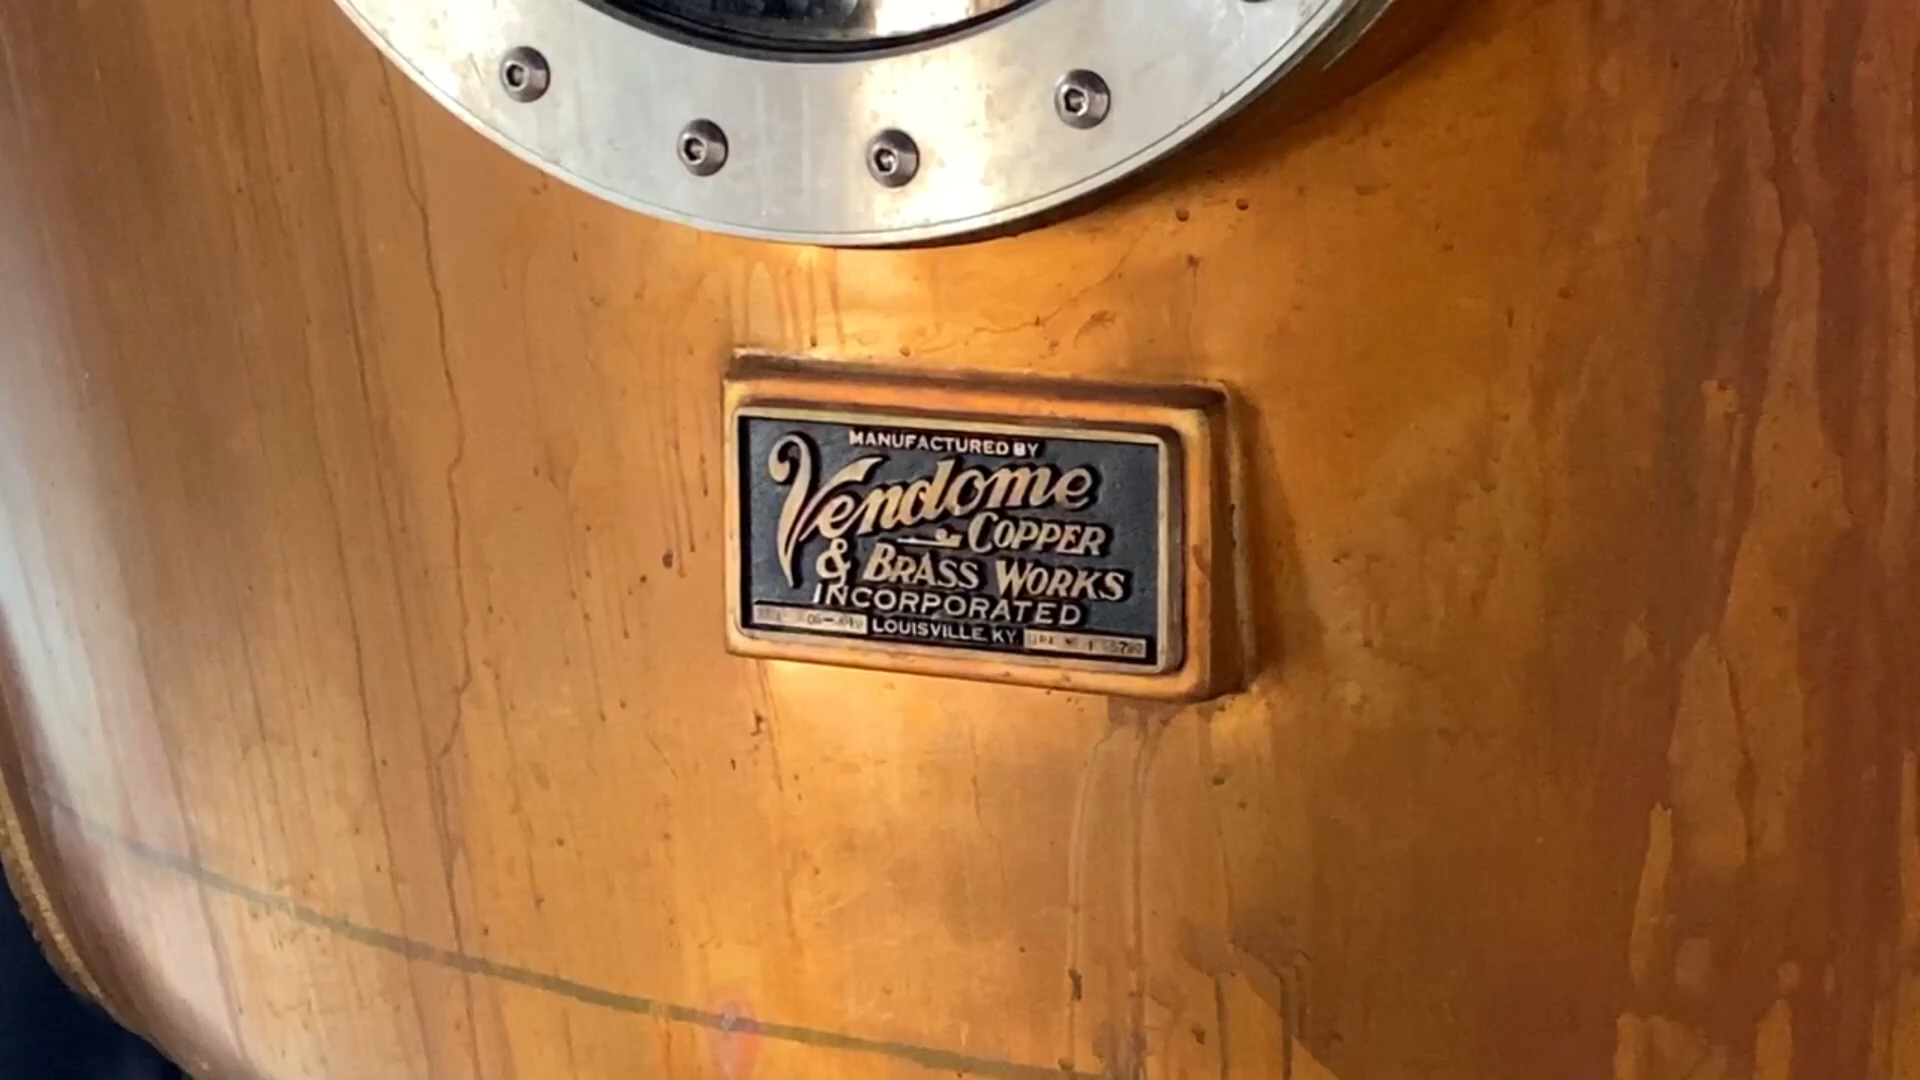 MANUFACTURED BY
Vendome
COPPER
& BRASS WORKS
INCORPORATED
LOUISVILLE, KY.